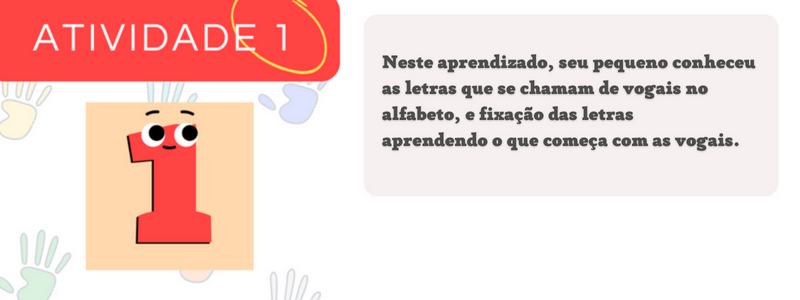 ATIVIDADE 1
Neste aprendizado, seu pequeno conheceu
as letras que se chamam de vogais no
alfabeto, e fixação das letras
aprendendo o que começa com as vogais.
1